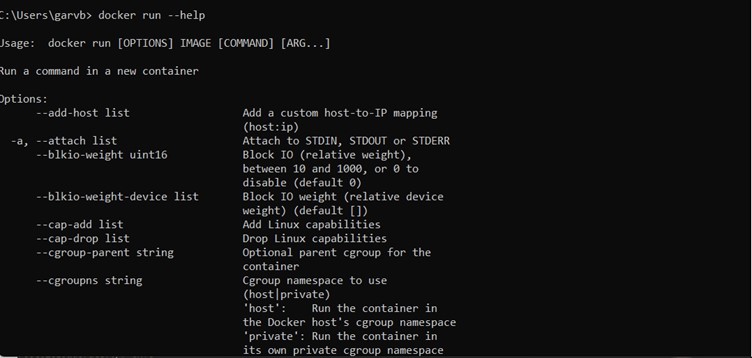 C:\Users\garvb> docker run --help
Usage:  docker run [OPTIONS] IMAGE [COMMAND] [ARG...]
Run a command in a new container
Options:
--add-host list                  Add a custom host-to-IP mapping
(host:ip)
-a, --attach list                    Attach to STDIN, STDOUT or STDERR
--blkio-weight uint16            Block IO (relative weight),
between 10 and 1000, or 0 to
disable (default 0)
--blkio-weight-device list       Block IO weight (relative device
weight) (default [])
--cap-add list                   Add Linux capabilities
--cap-drop list                  Drop Linux capabilities
--cgroup-parent string           Optional parent cgroup for the
container
--cgroupns string                Cgroup namespace to use
(host|private)
'host':    Run the container in
the Docker host's cgroup namespace
'private': Run the container in
its own private cgroup namespace